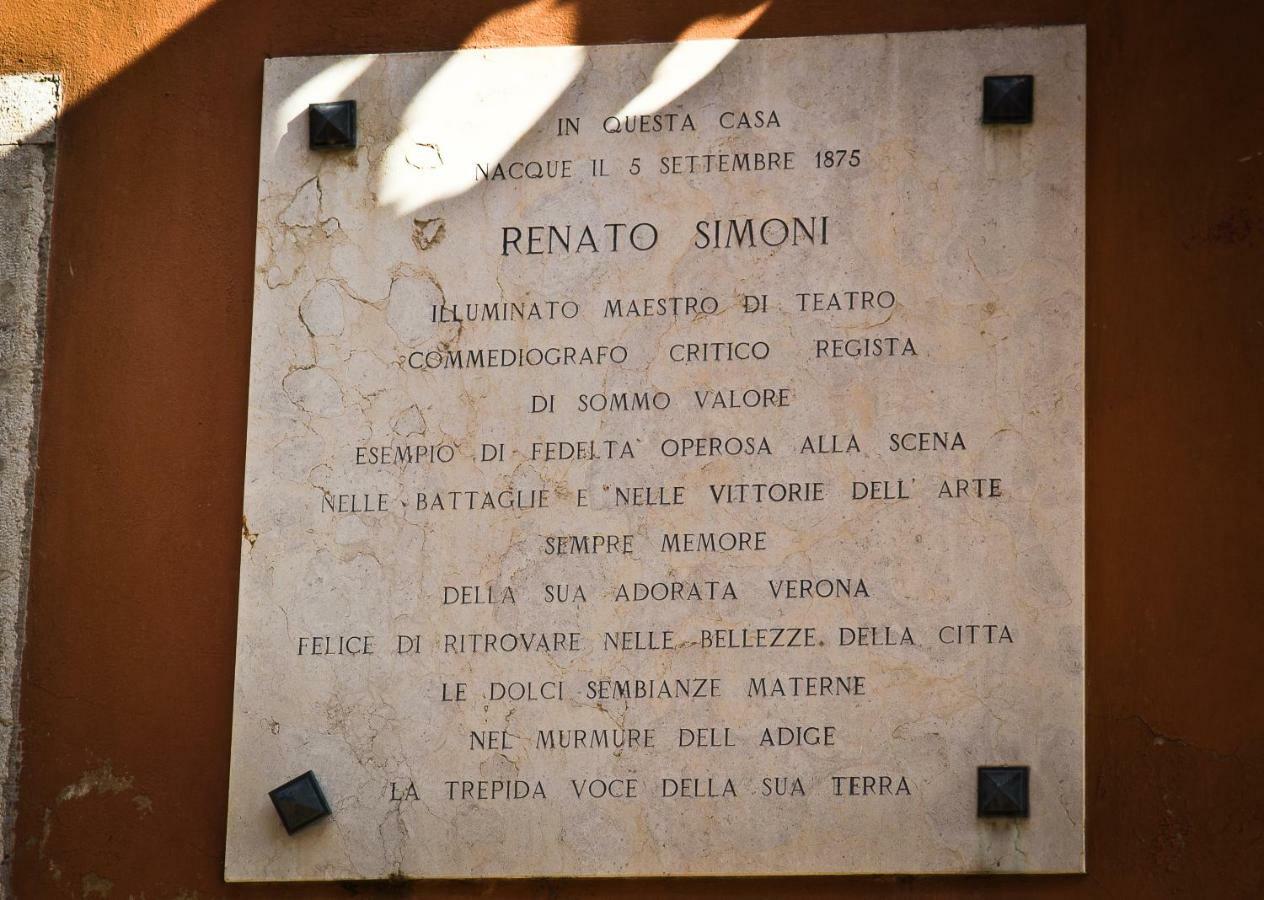 IN QUESTA CASA
NACQUE IL 5 SETTEMBRE 1875
RENATO SIMONI
ILLUMINATO MAESTRO DI TEATRO
COMMEDIOGRAFO CRITICO REGISTA
DI SOMMO VALORE
ESEMPIO DI FEDELTA' OPEROSA ALLA SCENA
NELLE BATTAGLIE E NELLE VITTORIE DELL' ARTE
SEMPRE MEMORE
DELLA SUA ADORATA VERONA
FELICE DI RITROVARE NELLE BELLEZZE DELLA CITTA
LE DOLCI SEMBIANZE MATERNE
NEL MURMURE DELL ADIGE
LA TREPIDA VOCE DELLA SUA TERRA